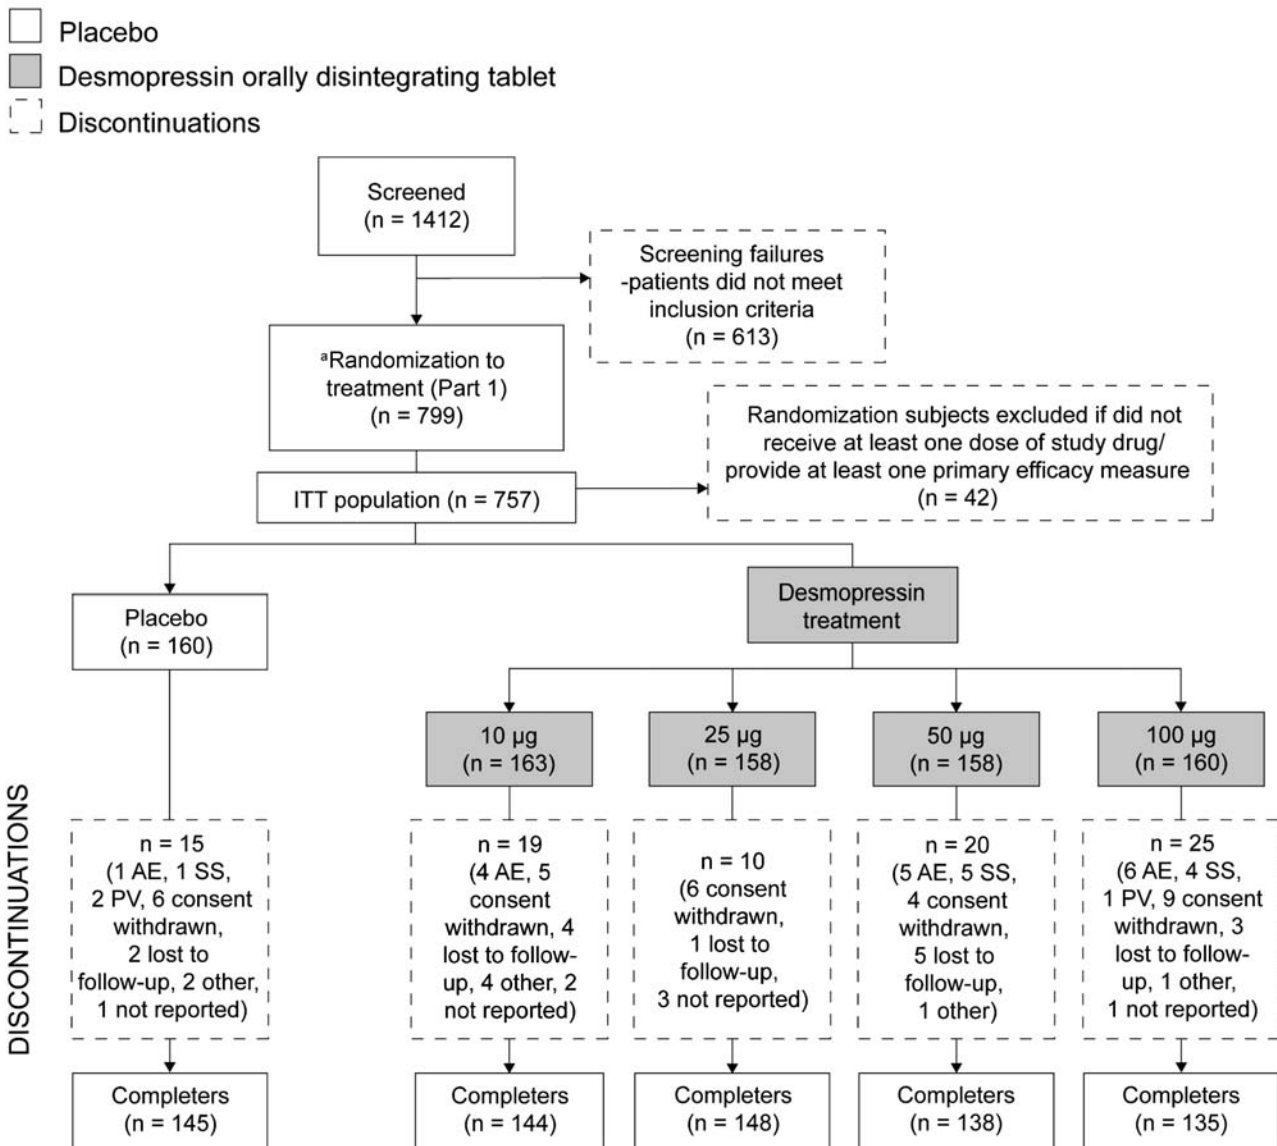 Placebo
Desmopressin orally disintegrating tablet
Discontinuations
Screened
(n = 1412)
Screening failures
-patients did not meet
inclusion criteria
(n = 613)
ᵃRandomization to
treatment (Part 1)
(n = 799)
Randomization subjects excluded if did not
receive at least one dose of study drug/
provide at least one primary efficacy measure
(n = 42)
ITT population (n = 757)
Placebo
(n = 160)
Desmopressin
treatment
10 µg
(n = 163)
25 µg
(n = 158)
50 µg
(n = 158)
100 µg
(n = 160)
DISCONTINUATIONS
n = 15
(1 AE, 1 SS,
2 PV, 6 consent
withdrawn,
2 lost to
follow-up, 2 other,
1 not reported)
n = 19
(4 AE, 5
consent
withdrawn, 4
lost to follow-
up, 4 other, 2
not reported)
n = 10
(6 consent
withdrawn,
1 lost to
follow-up,
3 not reported)
n = 20
(5 AE, 5 SS,
4 consent
withdrawn,
5 lost to
follow-up,
1 other)
n = 25
(6 AE, 4 SS,
1 PV, 9 consent
withdrawn, 3
lost to follow-
up, 1 other,
1 not reported)
Completers
(n = 145)
Completers
(n = 144)
Completers
(n = 148)
Completers
(n = 138)
Completers
(n = 135)